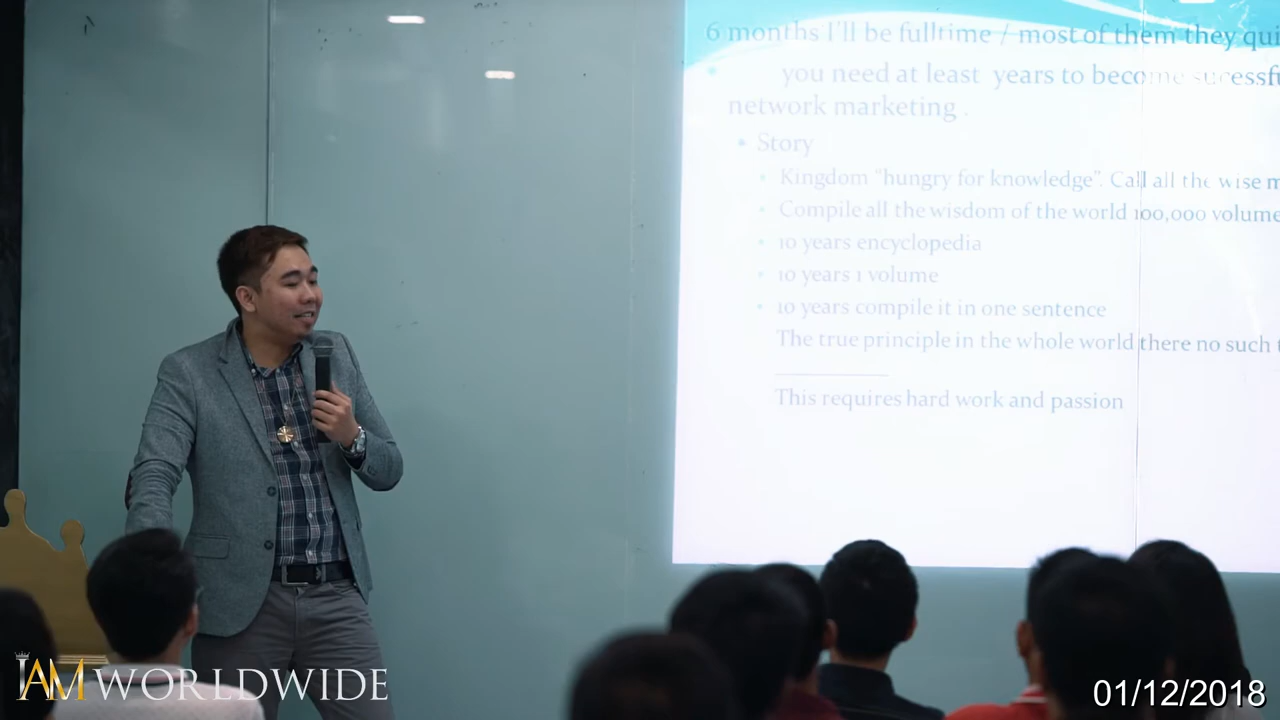 6 months I'll be fulltime / most of them they qui
you need at least years to become sucessfu
network marketing .
Story
Kingdom "hungry for knowledge". Call all the wise m
Compile all the wisdom of the world 100,000 volume
10 years encyclopedia
10 years 1 volume
10 years compile it in one sentence
The true principle in the whole world there no such t
This requires hard work and passion
IAM WORLDWIDE
01/12/2018